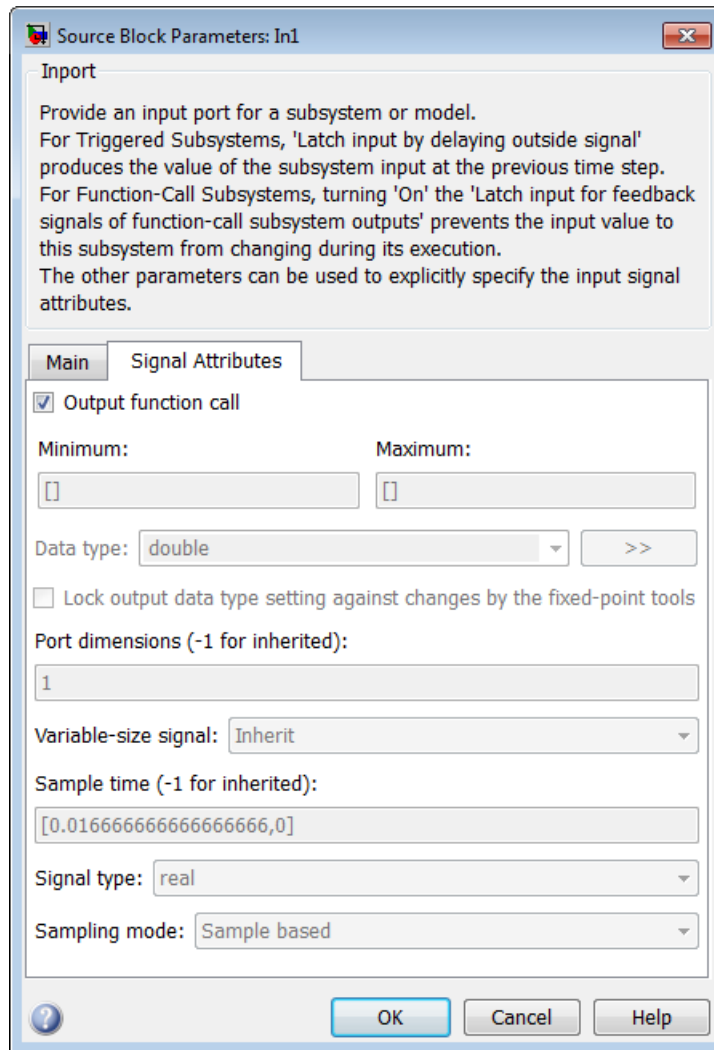 Source Block Parameters: In1
Inport
Provide an input port for a subsystem or model.
For Triggered Subsystems, 'Latch input by delaying outside signal'
produces the value of the subsystem input at the previous time step.
For Function-Call Subsystems, turning 'On' the 'Latch input for feedback
signals of function-call subsystem outputs' prevents the input value to
this subsystem from changing during its execution.
The other parameters can be used to explicitly specify the input signal
attributes.
Main Signal Attributes
Output function call
Minimum: Maximum:
[] []
Data type: double >>
Lock output data type setting against changes by the fixed-point tools
Port dimensions (-1 for inherited):
1
Variable-size signal: Inherit
Sample time (-1 for inherited):
[0.016666666666666666,0]
Signal type: real
Sampling mode: Sample based
? OK Cancel Help